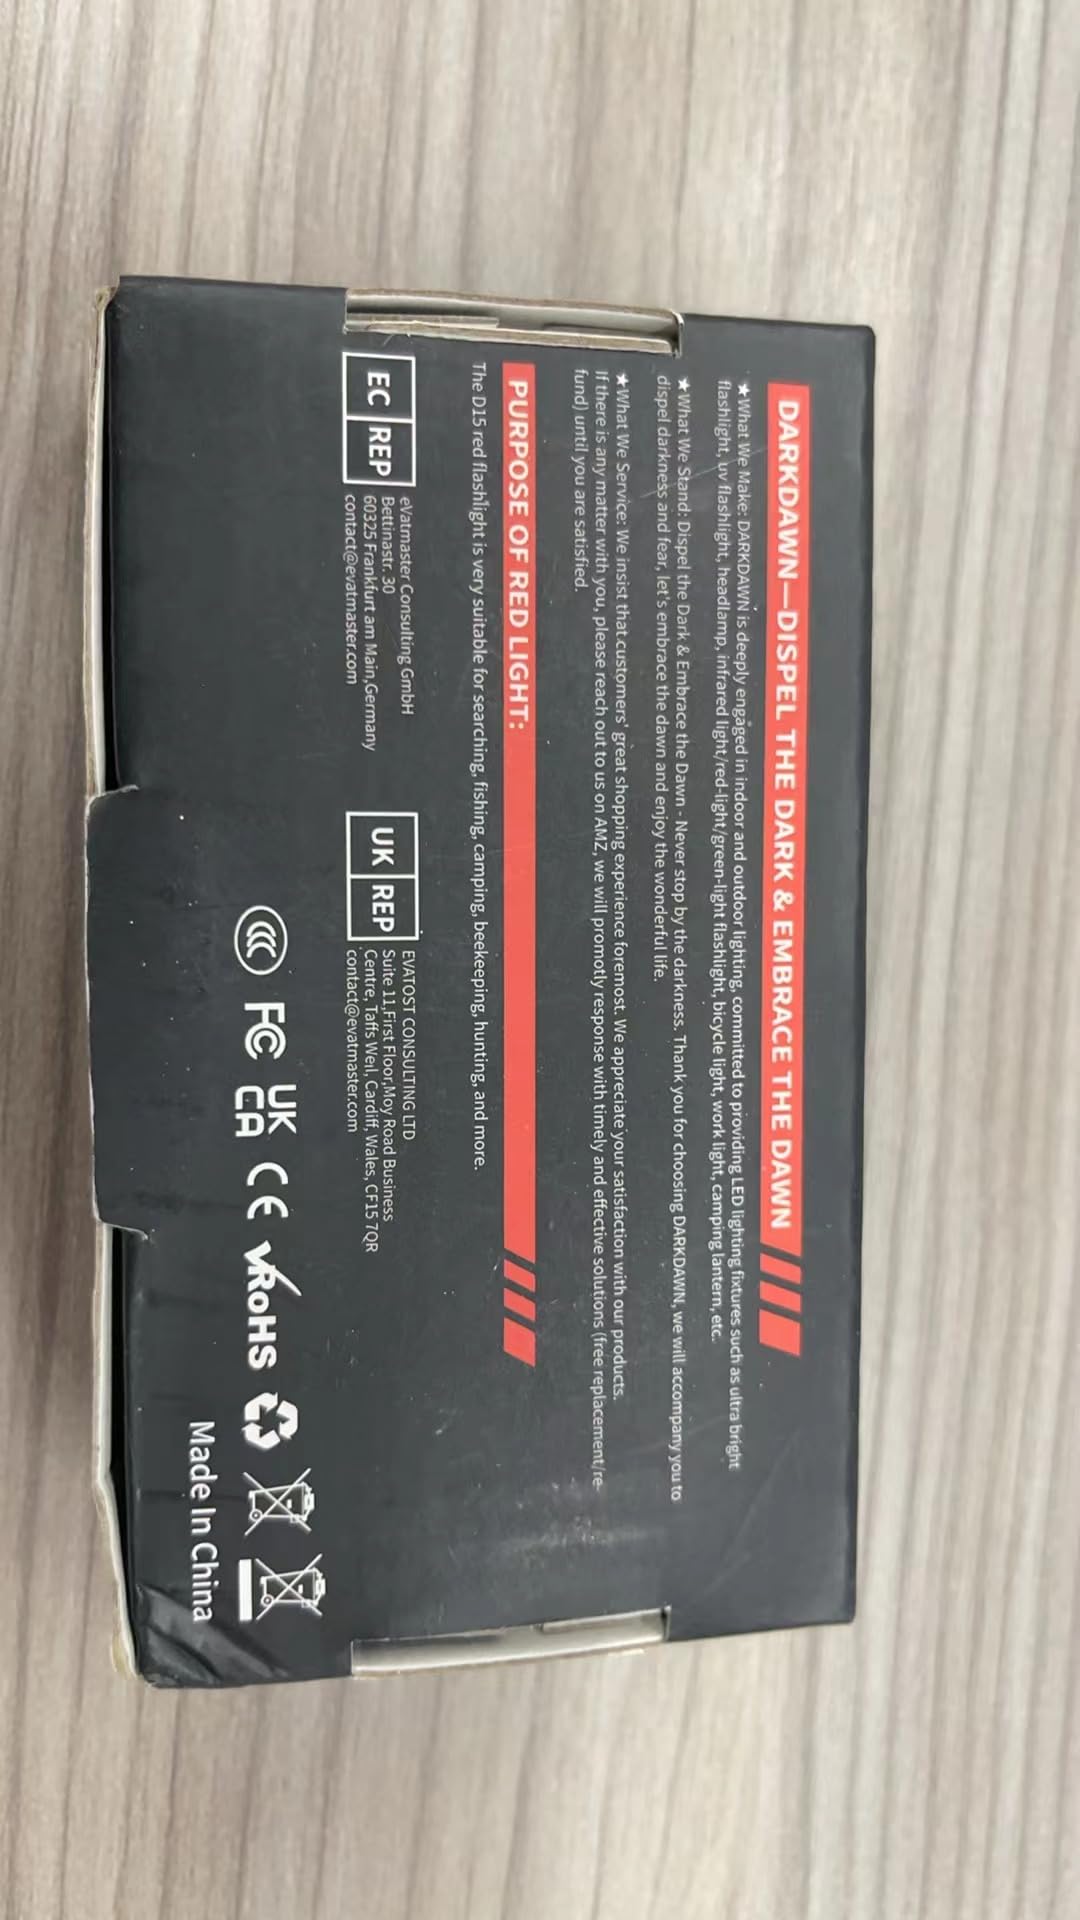 DARKDAWN—DISPEL THE DARK & EMBRACE THE DAWN
★What We Make: DARKDAWN is deeply engaged in indoor and outdoor lighting, committed to providing LED lighting fixtures such as ultra bright
flashlight, uv flashlight, headlamp, infrared light/red-light/green-light flashlight, bicycle light, work light, camping lantern, etc.
★What We Stand: Dispel the Dark & Embrace the Dawn - Never stop by the darkness. Thank you for choosing DARKDAWN, we will accompany you to
dispel darkness and fear, let's embrace the dawn and enjoy the wonderful life.
★What We Service: We insist that customers' great shopping experience foremost. We appreciate your satisfaction with our products.
If there is any matter with you, please reach out to us on AMZ, we will promotly response with timely and effective solutions (free replacement/re-
fund) until you are satisfied.
PURPOSE OF RED LIGHT:
The D15 red flashlight is very suitable for searching, fishing, camping, beekeeping, hunting, and more.
EC REP
eVatmaster Consulting GmbH
Bettinastr. 30
60325 Frankfurt am Main,Germany
contact@evatmaster.com
UK REP
EVATOST CONSULTING LTD
Suite 11,First Floor,Moy Road Business
Centre, Taffs Well, Cardiff, Wales, CF15 7QR
contact@evatmaster.com
CCC FC UK CA CE RoHS
Made In China